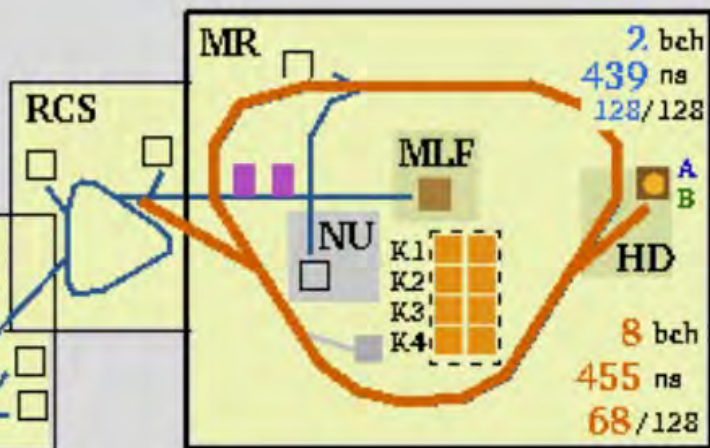 MR
2 bch
439 ns
128/128
RCS
MLF
A
B
NU
HD
K1
K2
K3
K4
8 bch
455 ns
68/128